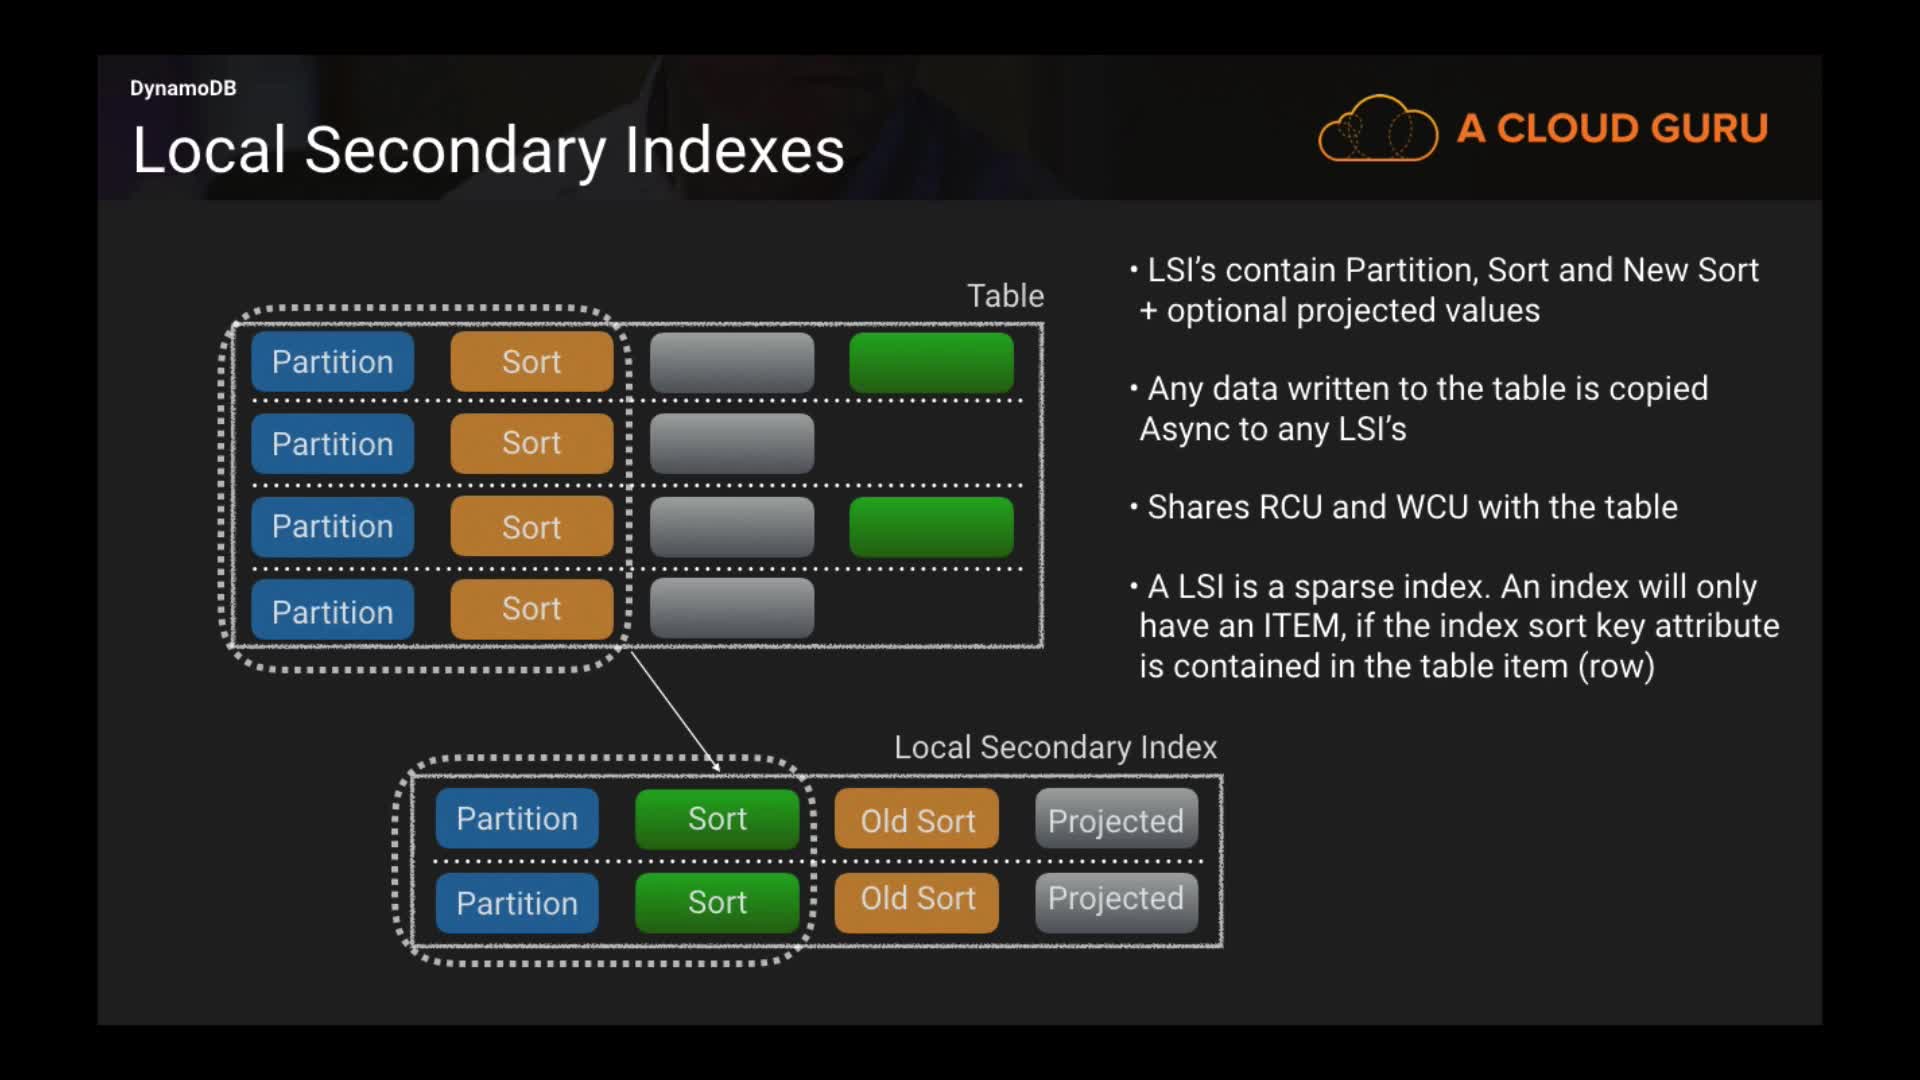 DynamoDB
Local Secondary Indexes
A CLOUD GURU
Table
Partition Sort
Partition Sort
Partition Sort
Partition Sort
• LSI’s contain Partition, Sort and New Sort
+ optional projected values
• Any data written to the table is copied
Async to any LSI’s
• Shares RCU and WCU with the table
• A LSI is a sparse index. An index will only
have an ITEM, if the index sort key attribute
is contained in the table item (row)
Local Secondary Index
Partition Sort Old Sort Projected
Partition Sort Old Sort Projected